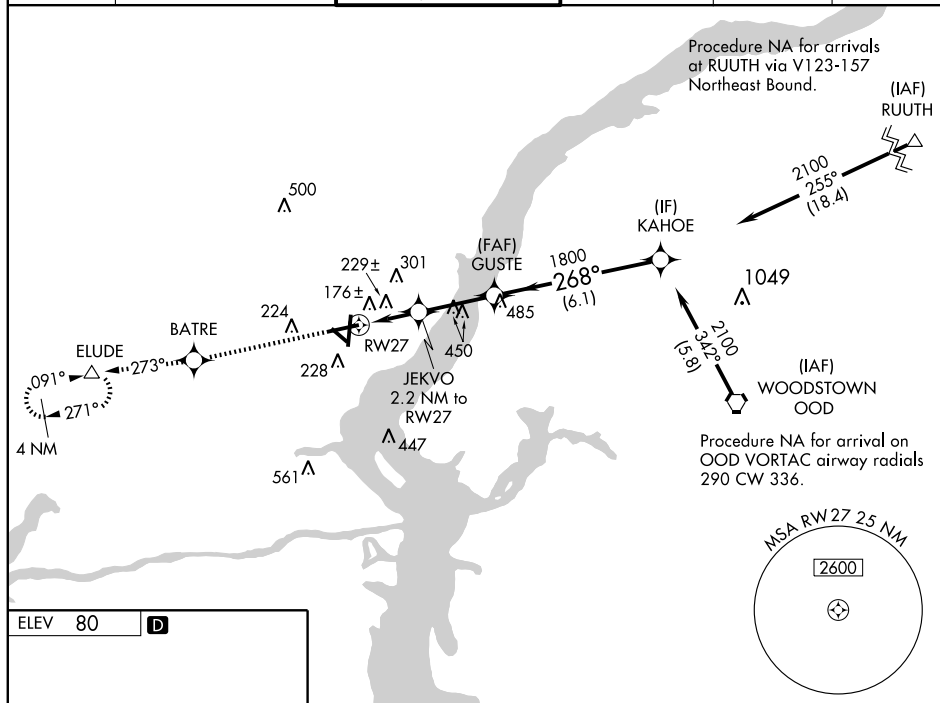 Procedure NA for arrivals
at RUUTH via V123-157
Northeast Bound.
(IAF)
RUUTH
2100
255°
(18.4)
500
(IF)
KAHOE
(FAF)
GUSTE
1800
268°
(6.1)
301
229±
176±
485
1049
224
BATRE
RW27
450
ELUDE
273°
228
JEKVO
2.2 NM to
RW27
2100
342°
(5.8)
(IAF)
WOODSTOWN
OOD
091°
271°
4 NM
447
561
Procedure NA for arrival on
OOD VORTAC airway radials
290 CW 336.
MSA RW27 25 NM
2600
ELEV 80 D